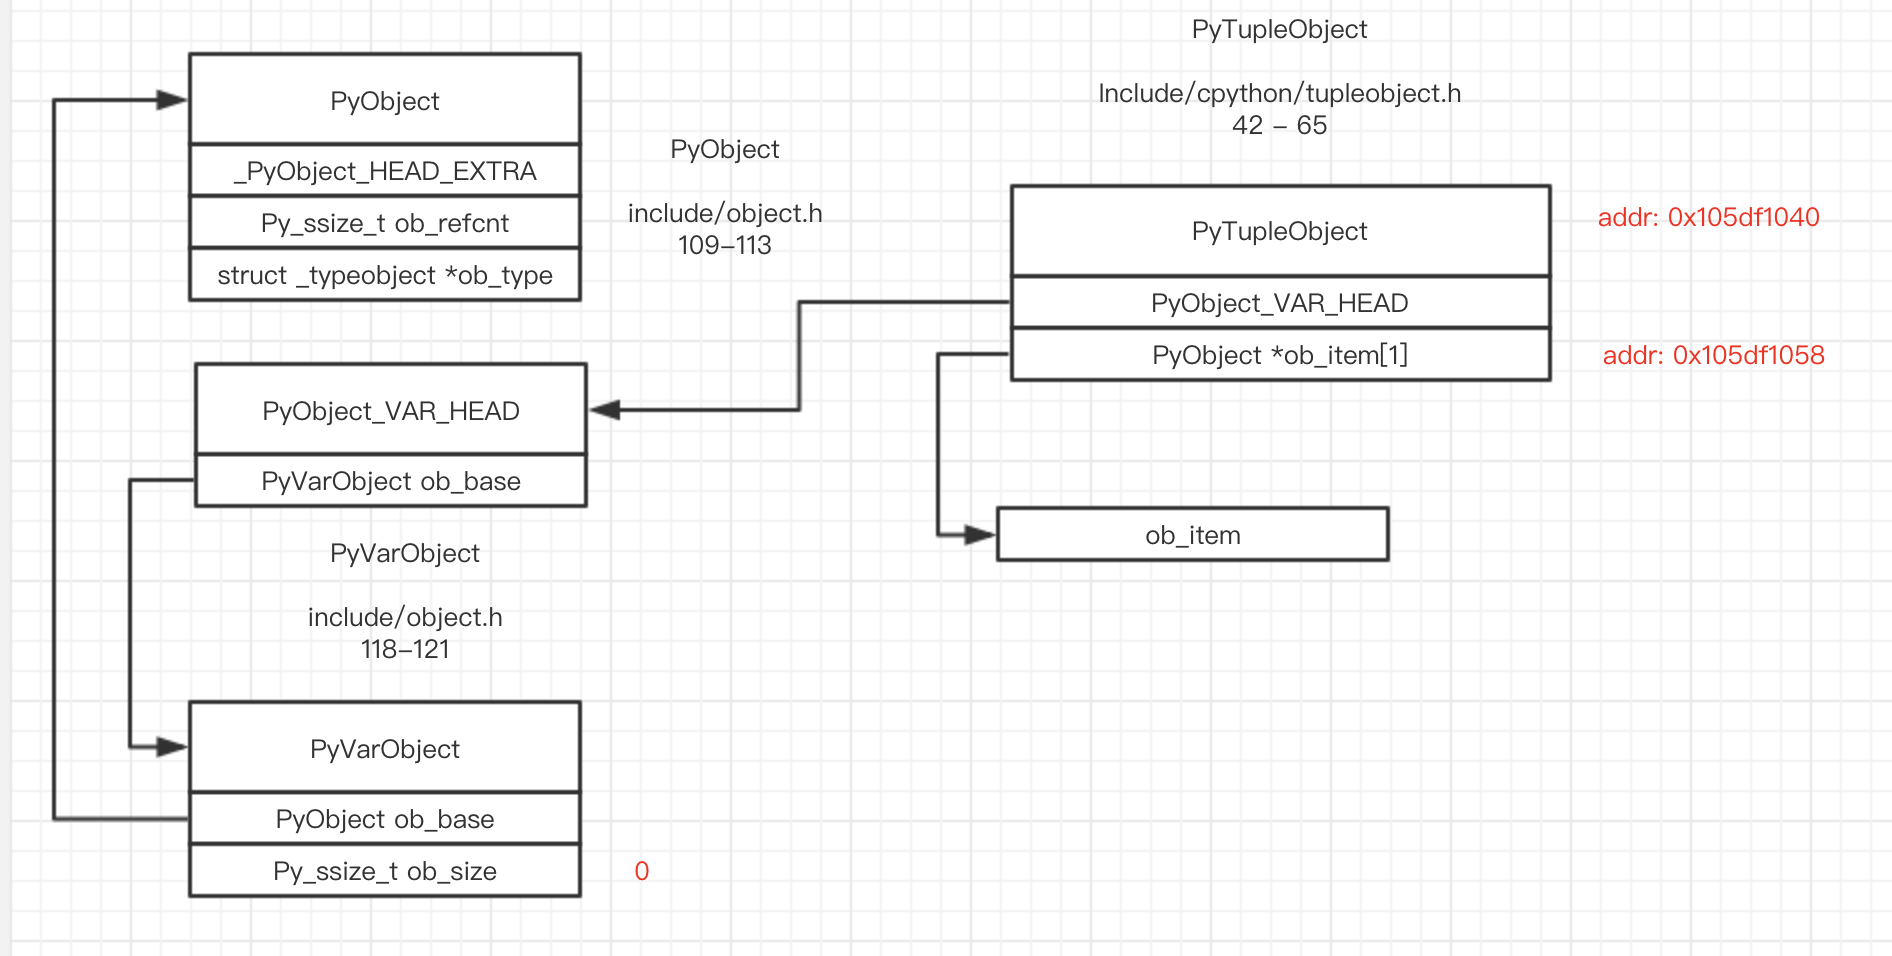 PyObject
_PyObject_HEAD_EXTRA
Py_ssize_t ob_refcnt
struct _typeobject *ob_type
PyObject
include/object.h
109-113
PyObject_VAR_HEAD
PyVarObject ob_base
PyVarObject
include/object.h
118-121
PyVarObject
PyObject ob_base
Py_ssize_t ob_size
0
PyTupleObject
Include/cpython/tupleobject.h
42 - 65
PyTupleObject
addr: 0x105df1040
PyObject_VAR_HEAD
PyObject *ob_item[1]
addr: 0x105df1058
ob_item